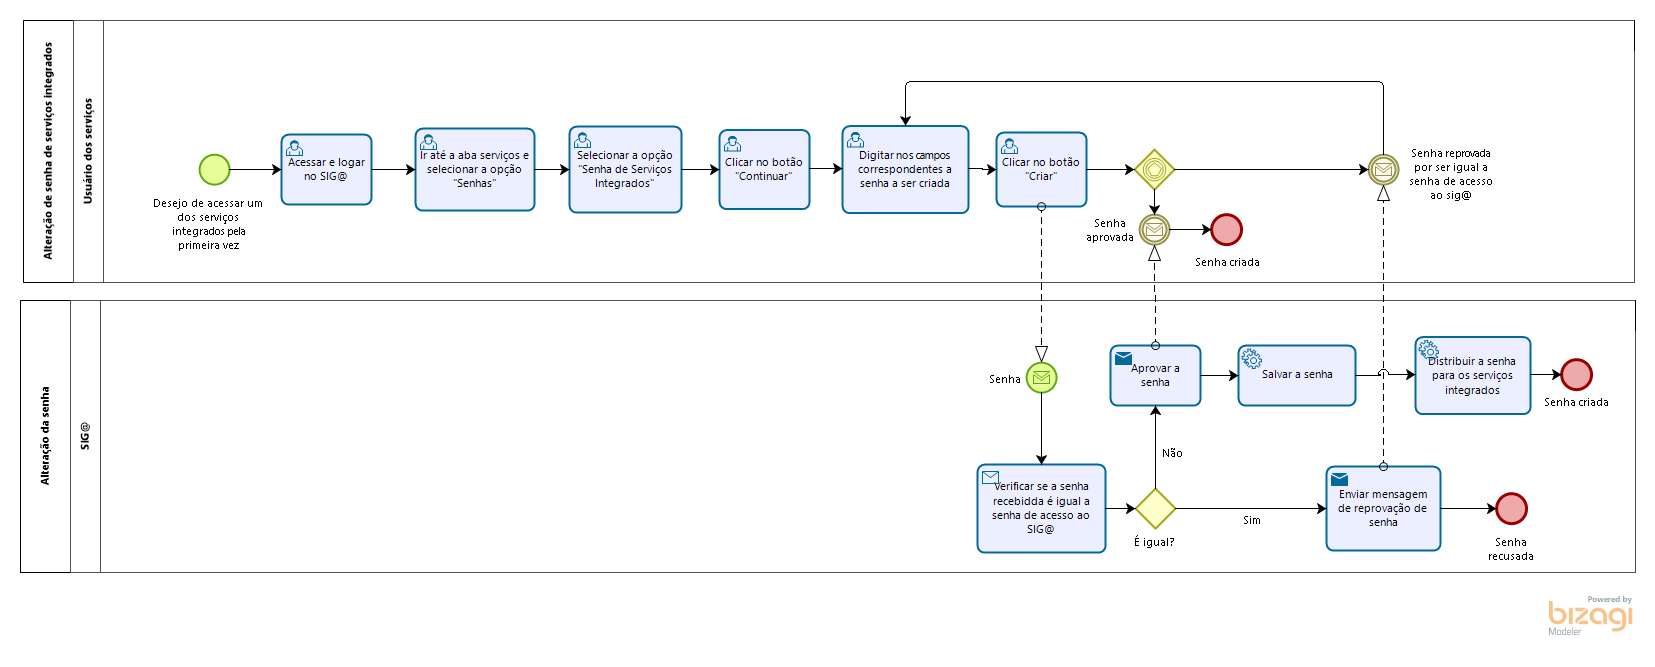 Alteração de senha de serviços integrados
Usuário dos serviços
Desejo de acessar um
dos serviços
integrados pela
primeira vez
Acessar e logar
no SIG@
Ir até a aba serviços e
selecionar a opção
"Senhas"
Selecionar a opção
"Senha de Serviços
Integrados"
Clicar no botão
"Continuar"
Digitar nos campos
correspondentes a
senha a ser criada
Clicar no botão
"Criar"
Senha
aprovada
Senha criada
Senha reprovada
por ser igual a
senha de acesso
ao sig@
Alteração da senha
SIG@
Senha
Verificar se a senha
recebidda é igual a
senha de acesso ao
SIG@
É igual?
Não
Sim
Aprovar a
senha
Salvar a senha
Distribuir a senha
para os serviços
integrados
Senha criada
Enviar mensagem
de reprovação de
senha
Senha
recusada
Powered by
bizagi
Modeler